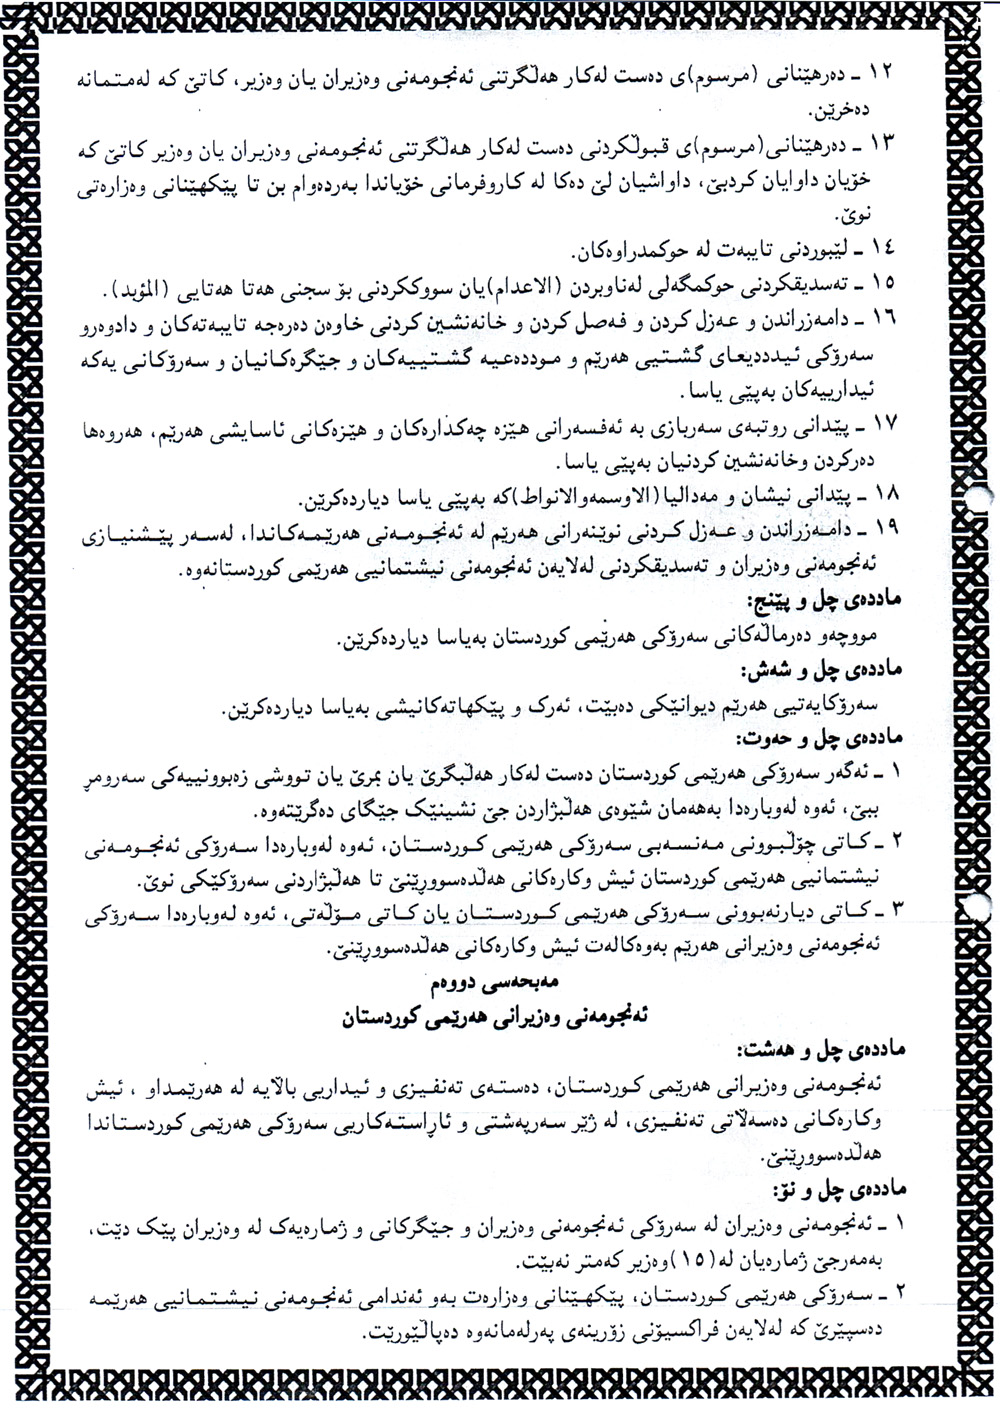 ١٢ ـ دەرهێنانی (مرسوم)ی دەست لەکار هەڵگرتنی ئەنجومەنی وەزیران یان وەزیر، کاتێ کە لەمتمانە
دەخرێن.
١٣ ـ دەرهێنانی(مرسوم)ی قبوڵکردنی دەست لەکار هەڵگرتنی ئەنجومەنی وەزیران یان وەزیر کاتێ کە
خۆیان داوایان کردبێ، داواشیان لێ دەکا لە کاروفرمانی خۆیاندا بەردەوام بن تا پێکهێنانی وەزارەتی
نوێ.
١٤ ـ لێبوردنی تایبەت لە حوکمدراوەکان.
١٥ ـ تەسدیقکردنی حوکمگەلی لەناوبردن (الاعدام)یان سووککردنی بۆ سجنی هەتا هەتایی (المؤبد).
١٦ ـ دامەزراندن و عەزل کردن و فەصل کردن و خانەنشین کردنی خاوەن دەرەجە تایبەتەکان و دادوەرو
سەرۆکی ئیدديعای گشتیی هەرێم و موددەعیە گشتییەکان و جێگرەکانیان و سەرۆکانی یەکە
ئیدارییەکان بەپێی یاسا.
١٧ ـ پێدانی روتبەی سەربازی بە ئەفسەرانی هێزە چەکدارەکان و هێزەکانی ئاسایشی هەرێم، هەروەها
دەرکردن وخانەنشین کردنیان بەپێی یاسا.
١٨ ـ پێدانی نیشان و مەدالیا(الاوسمەوالانواط)کە بەپێی یاسا دیاردەکرێن.
١٩ ـ دامەزراندن و عەزل کردنی نوێنەرانی هەرێم لە ئەنجومەنی هەرێمەکاندا، لەسەر پێشنیازی
ئەنجومەنی وەزیران و تەسدیقکردنی لەلایەن ئەنجومەنی نیشتمانیی هەرێمی کوردستانەوە.
ماددەی چل و پێنج:
مووچەو دەرماڵەکانی سەرۆکی هەرێمی کوردستان بەیاسا دیاردەکرێن.
ماددەی چل و شەش:
سەرۆکایەتیی هەرێم دیوانێکی دەبێت، ئەرک و پێکهاتەکانیشی بەیاسا دیاردەکرێن.
ماددەی چل و حەوت:
١ ـ ئەگەر سەرۆکی هەرێمی کوردستان دەست لەکار هەڵبگرێ یان بمرێ یان تووشی زەبوونییەکی سەرومڕ
ببێ، ئەوە لەوبارەدا بەهەمان شێوەی هەڵبژاردن جێ نشینێک جێگای دەگرێتەوە.
٢ ـ کاتی چۆڵبوونی مەنسەبی سەرۆکی هەرێمی کوردستان، ئەوە لەوبارەدا سەرۆکی ئەنجومەنی
نیشتمانیی هەرێمی کوردستان ئیش وکارەکانی هەڵدەسووڕێنێ تا هەڵبژاردنی سەرۆکێکی نوێ.
٣ ـ کاتی دیارنەبوونی سەرۆکی هەرێمی کوردستان یان کاتی مۆڵەتی، ئەوە لەوبارەدا سەرۆکی
ئەنجومەنی وەزیرانی هەرێم بەوەکالەت ئیش وکارەکانی هەڵدەسووڕێنێ.
مەبحەسی دووەم
ئەنجومەنی وەزیرانی هەرێمی کوردستان
ماددەی چل و هەشت:
ئەنجومەنی وەزیرانی هەرێمی کوردستان، دەستەی تەنفیزی و ئیداریی باڵایە لە هەرێمداو ، ئیش
وکارەکانی دەسەڵاتی تەنفیزی، لە ژێر سەرپەشتی و ئاڕاستەکاریی سەرۆکی هەرێمی کوردستاندا
هەڵدەسووڕێنێ.
ماددەی چل و نۆ:
١ ـ ئەنجومەنی وەزیران لە سەرۆکی ئەنجومەنی وەزیران و جێگرکانی و ژمارەیەک لە وەزیران پێک دێت،
بەمەرجێ ژمارەیان لە(١٥)وەزیر کەمتر نەبێت.
٢ ـ سەرۆکی هەرێمی کوردستان، پێکهێنانی وەزارەت بەو ئەندامی ئەنجومەنی نیشتمانیی هەرێمە
دەسپێرێ کە لەلایەن فراکسیۆنی زۆرینەی پەرلەمانەوە دەپاڵێورێت.